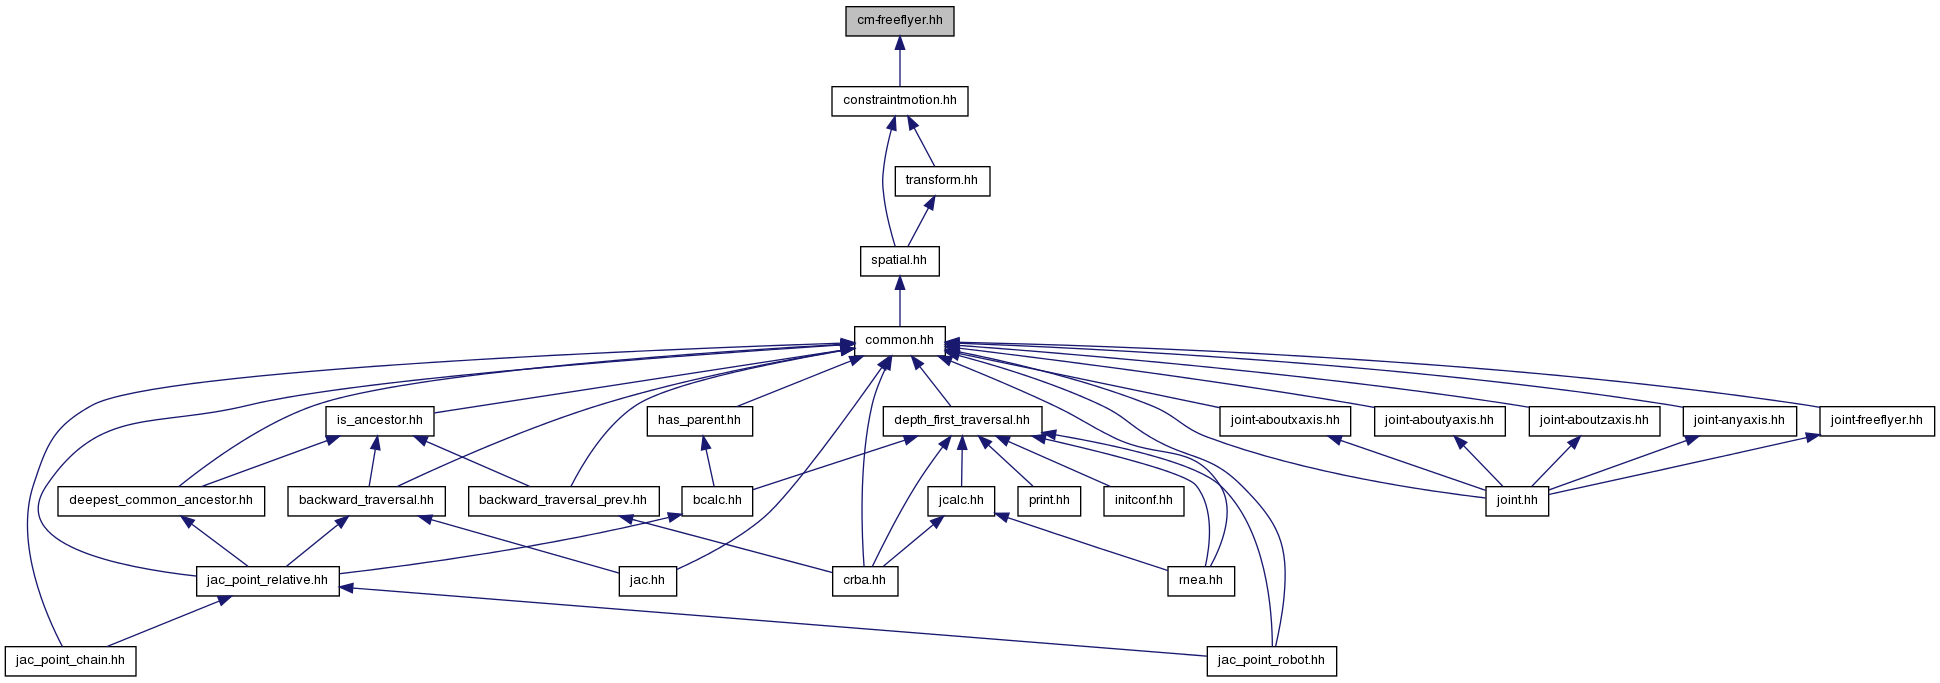 cm-freeflyer.hh
constraintmotion.hh
transform.hh
spatial.hh
common.hh
is_ancestor.hh
has_parent.hh
depth_first_traversal.hh
joint-aboutxaxis.hh
joint-aboutyaxis.hh
joint-aboutzaxis.hh
joint-anyaxis.hh
joint-freeflyer.hh
deepest_common_ancestor.hh
backward_traversal.hh
backward_traversal_prev.hh
bcalc.hh
jcalc.hh
print.hh
initconf.hh
joint.hh
jac_point_relative.hh
jac.hh
crba.hh
rnea.hh
jac_point_chain.hh
jac_point_robot.hh